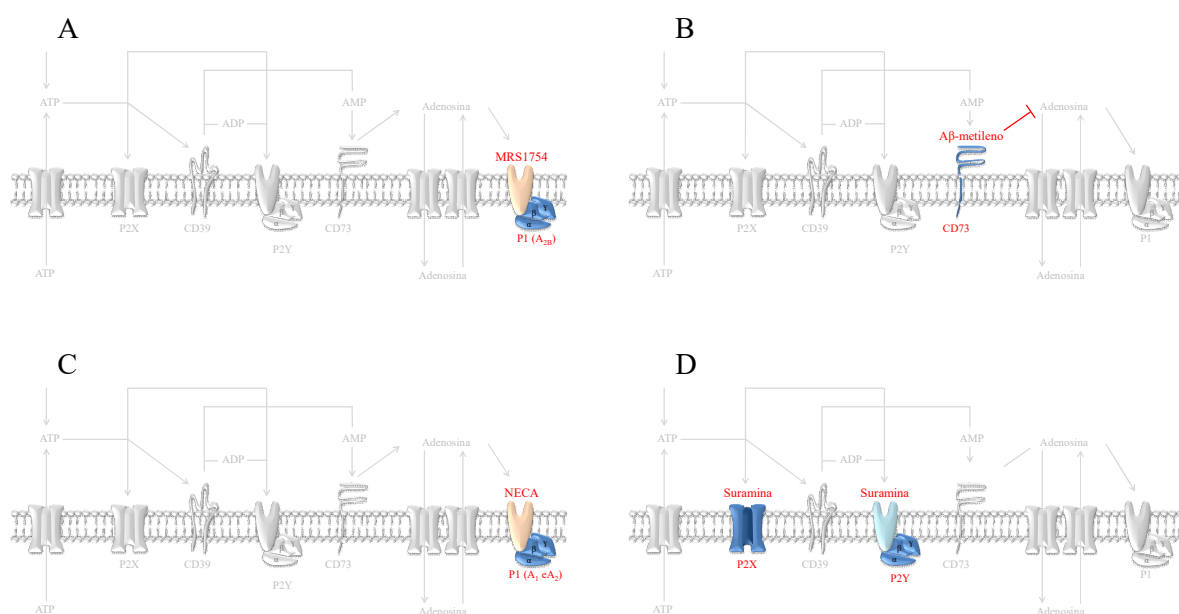 A
ATP
ADP
AMP
Adenosina
MRS1754
β
γ
α
P2X
CD39
P2Y
CD73
P1 (A2B)
ATP
Adenosina
B
ATP
ADP
AMP
Adenosina
Aβ-metileno
β
γ
α
P2X
CD39
P2Y
CD73
P1
ATP
Adenosina
C
ATP
ADP
AMP
Adenosina
NECA
β
γ
α
P2X
CD39
P2Y
CD73
P1 (A1 eA2)
ATP
Adenosina
D
ATP
ADP
AMP
Adenosina
Suramina
Suramina
β
γ
α
P2X
CD39
P2Y
CD73
P1
ATP
Adenosina